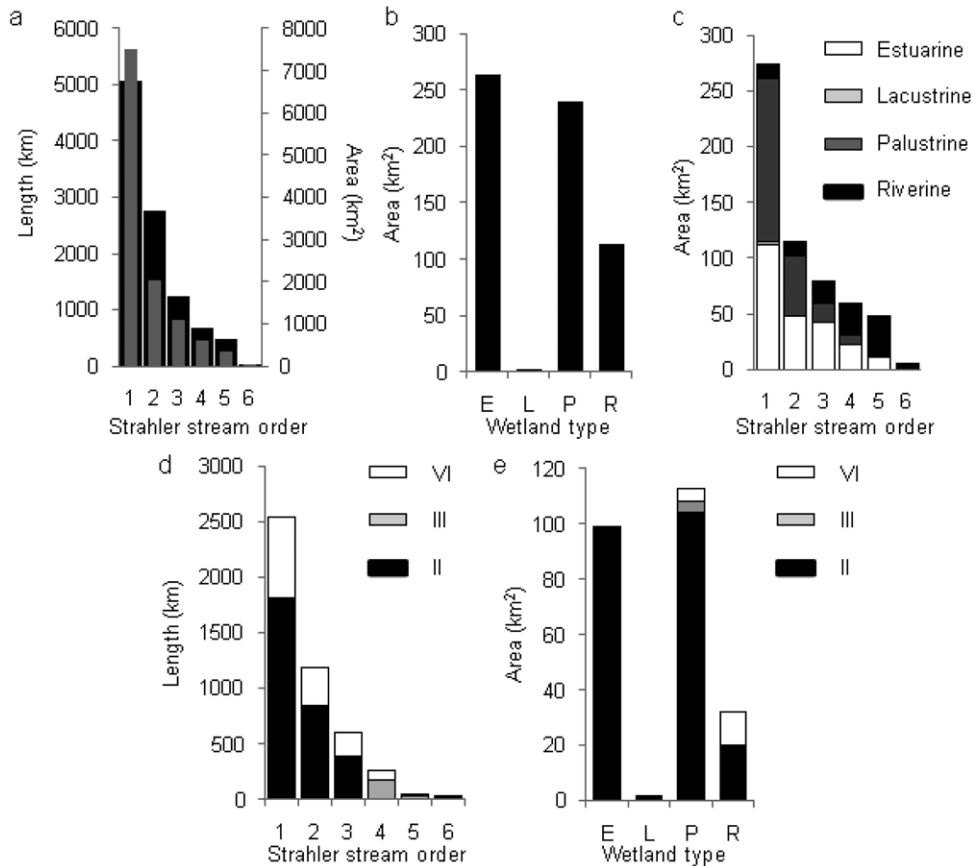 a
Length (km)
6000
5000
4000
3000
2000
1000
0
8000
7000
6000
5000
4000
3000
2000
1000
0
Area (km²)
1 2 3 4 5 6
Strahler stream order
b
Area (km²)
300
250
200
150
100
50
0
E L P R
Wetland type
c
Area (km²)
300
250
200
150
100
50
0
Estuarine
Lacustrine
Palustrine
Riverine
1 2 3 4 5 6
Strahler stream order
d
Length (km)
3000
2500
2000
1500
1000
500
0
VI
III
II
1 2 3 4 5 6
Strahler stream order
e
Area (km²)
120
100
80
60
40
20
0
VI
III
II
E L P R
Wetland type